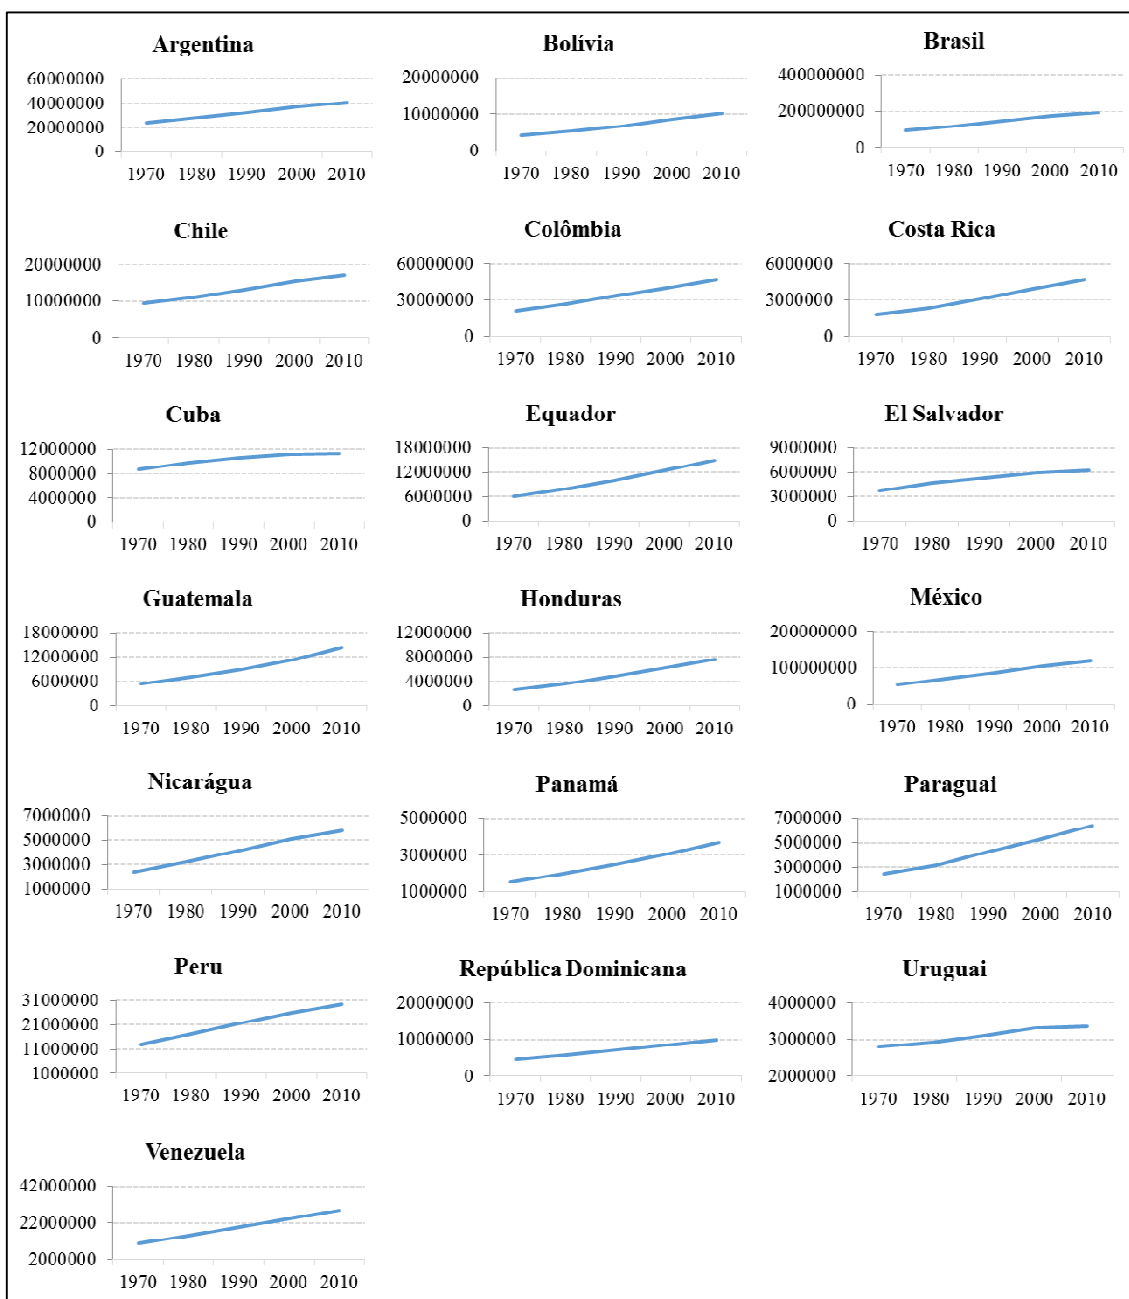 Argentina
60000000
40000000
20000000
0
1970 1980 1990 2000 2010
Bolívia
20000000
10000000
0
1970 1980 1990 2000 2010
Brasil
400000000
200000000
0
1970 1980 1990 2000 2010
Chile
20000000
10000000
0
1970 1980 1990 2000 2010
Colômbia
60000000
30000000
0
1970 1980 1990 2000 2010
Costa Rica
6000000
3000000
0
1970 1980 1990 2000 2010
Cuba
12000000
8000000
4000000
0
1970 1980 1990 2000 2010
Equador
18000000
12000000
6000000
0
1970 1980 1990 2000 2010
El Salvador
9000000
6000000
3000000
0
1970 1980 1990 2000 2010
Guatemala
18000000
12000000
6000000
0
1970 1980 1990 2000 2010
Honduras
12000000
8000000
4000000
0
1970 1980 1990 2000 2010
México
200000000
100000000
0
1970 1980 1990 2000 2010
Nicarágua
7000000
5000000
3000000
1000000
1970 1980 1990 2000 2010
Panamá
5000000
3000000
1000000
1970 1980 1990 2000 2010
Paraguai
7000000
5000000
3000000
1000000
1970 1980 1990 2000 2010
Peru
31000000
21000000
11000000
1000000
1970 1980 1990 2000 2010
República Dominicana
20000000
10000000
0
1970 1980 1990 2000 2010
Uruguai
4000000
3000000
2000000
1970 1980 1990 2000 2010
Venezuela
42000000
22000000
2000000
1970 1980 1990 2000 2010